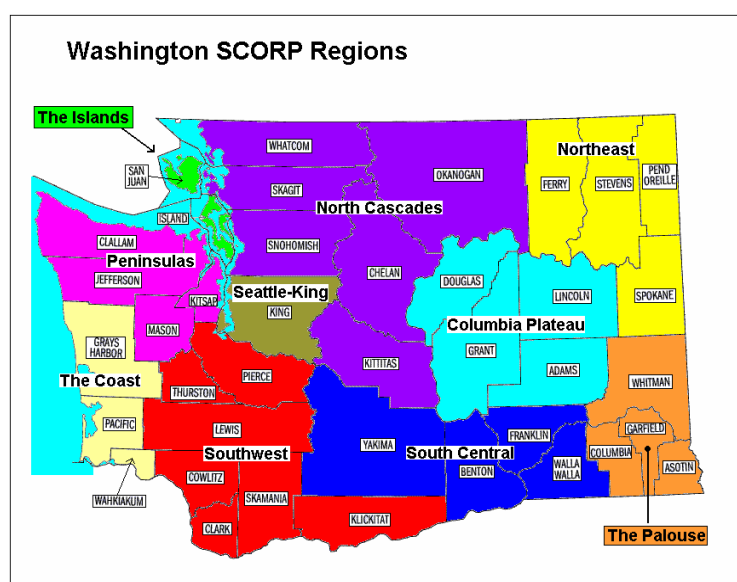 Washington SCORP Regions
The Islands
WHATCOM
Northeast
SAN
JUAN
OKANOGAN
FERRY
STEVENS
PEND
OREILLE
SKAGIT
ISLAND
North Cascades
CLALLAM
SNOHOMISH
Peninsulas
CHELAN
JEFFERSON
DOUGLAS
Seattle-King
KITSAP
LINCOLN
SPOKANE
KING
Columbia Plateau
MASON
GRAYS
HARBOR
GRANT
KITTITAS
ADAMS
PIERCE
The Coast
WHITMAN
THURSTON
PACIFIC
LEWIS
GARFIELD
FRANKLIN
YAKIMA
Southwest
South Central
COLUMBIA
WALLA
WALLA
BENTON
ASOTIN
COWLITZ
WAHKIAKUM
SKAMANIA
KLICKITAT
CLARK
The Palouse